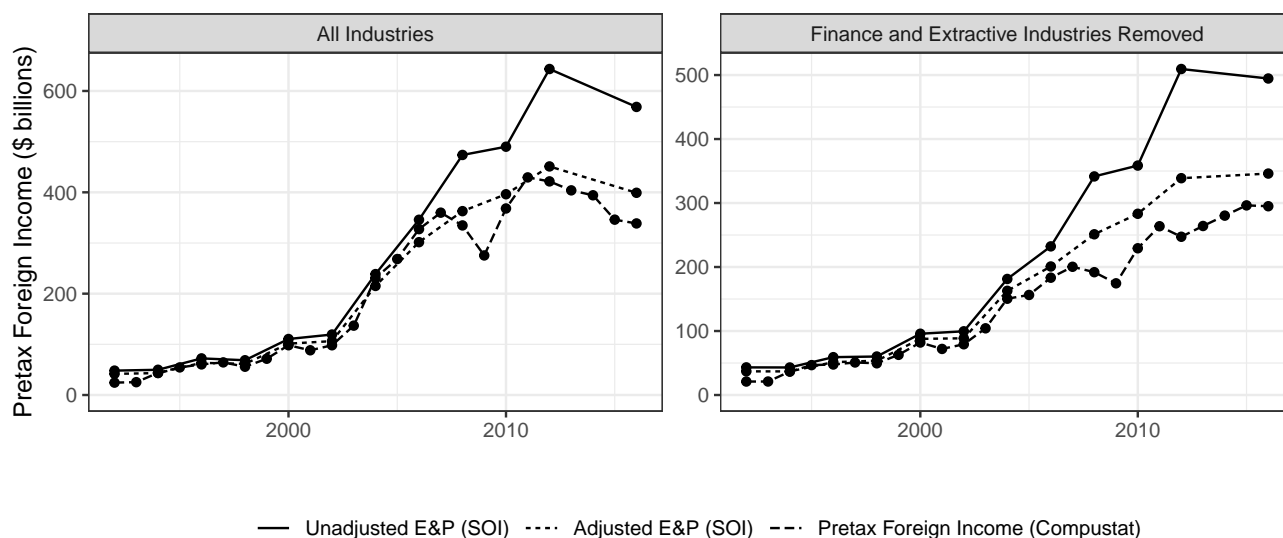 All Industries
Finance and Extractive Industries Removed
Pretax Foreign Income ($ billions)
600
400
200
0
500
400
300
200
100
0
2000
2010
2000
2010
Unadjusted E&P (SOI)
Adjusted E&P (SOI)
Pretax Foreign Income (Compustat)